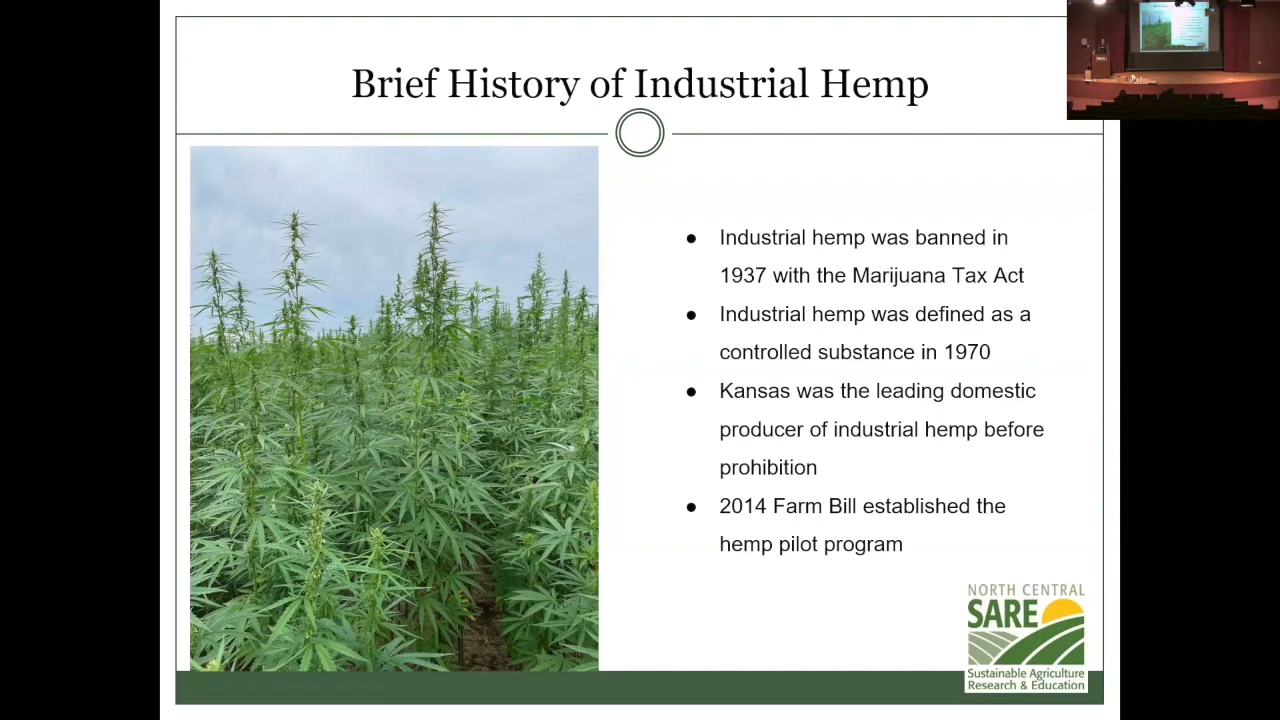 Brief History of Industrial Hemp
● Industrial hemp was banned in
1937 with the Marijuana Tax Act
● Industrial hemp was defined as a
controlled substance in 1970
● Kansas was the leading domestic
producer of industrial hemp before
prohibition
● 2014 Farm Bill established the
hemp pilot program
NORTH CENTRAL
SARE
Sustainable Agriculture
Research & Education